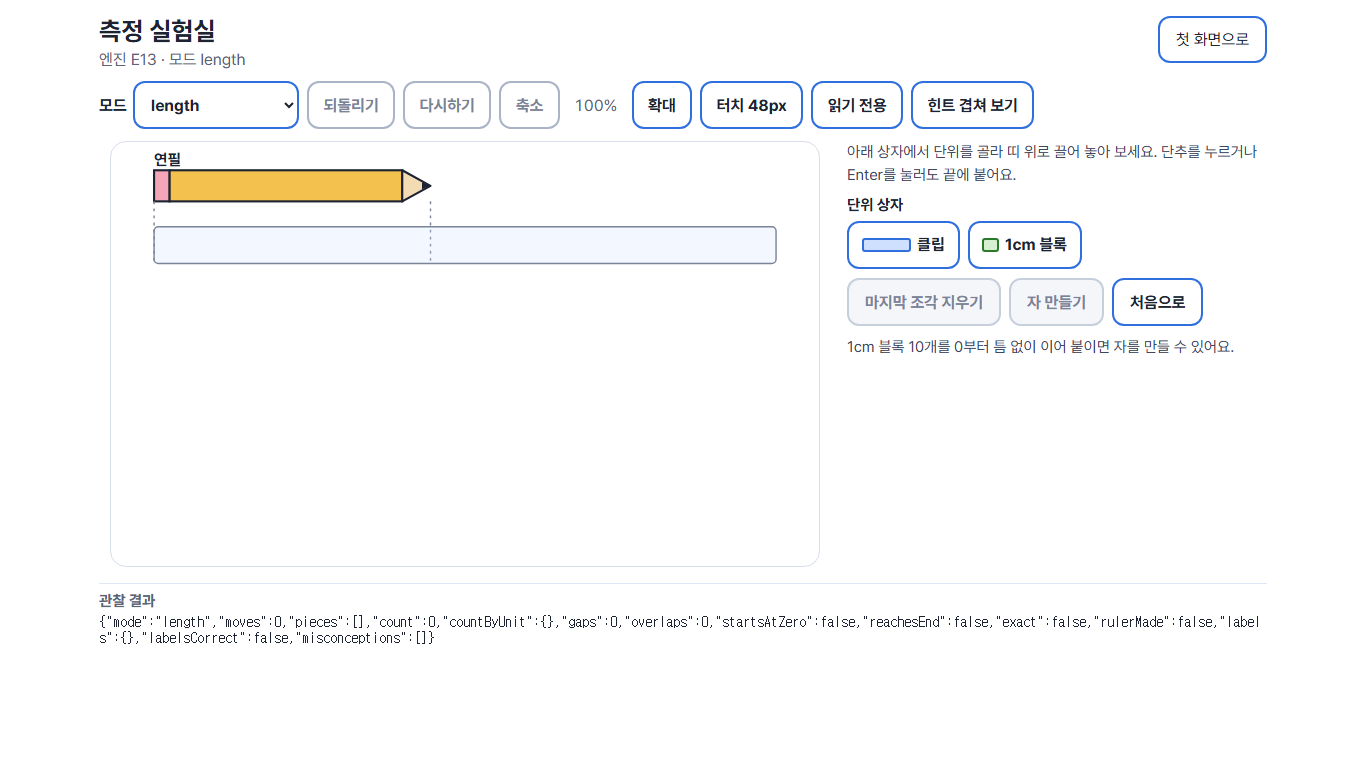 측정 실험실
엔진 E13 · 모드 length
첫 화면으로
모드 length 되돌리기 다시하기 축소 100% 확대 터치 48px 읽기 전용 힌트 겹쳐 보기
연필
아래 상자에서 단위를 골라 띠 위로 끌어 놓아 보세요. 단추를 누르거나
Enter를 눌러도 끝에 붙어요.
단위 상자
클립 1cm 블록
마지막 조각 지우기 자 만들기 처음으로
1cm 블록 10개를 0부터 틈 없이 이어 붙이면 자를 만들 수 있어요.
관찰 결과
{"mode":"length","moves":0,"pieces":[],"count":0,"countByUnit":{},"gaps":0,"overlaps":0,"startsAtZero":false,"reachesEnd":false,"exact":false,"rulerMade":false,"label
s":{},"labelsCorrect":false,"misconceptions":[]}